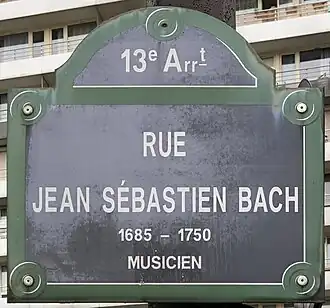 13e Arrt
RUE
JEAN SÉBASTIEN BACH
1685 – 1750
MUSICIEN